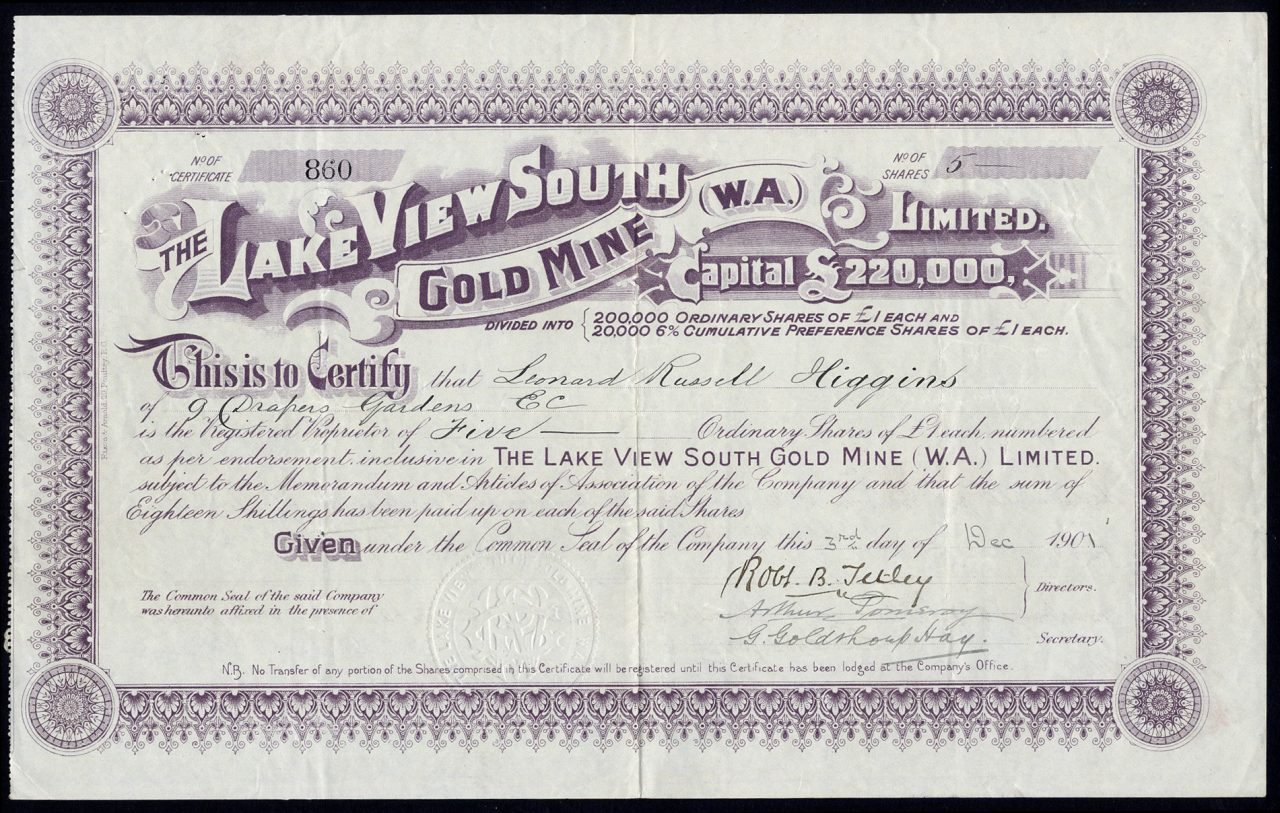 No OF CERTIFICATE 860
No OF SHARES 5 —
THE LAKE VIEW SOUTH
GOLD MINE (W.A.) LIMITED.
Capital £220,000,
DIVIDED INTO { 200,000 ORDINARY SHARES OF £1 EACH AND
20,000 6% CUMULATIVE PREFERENCE SHARES OF £1 EACH.
This is to Certify that Leonard Russell Higgins
of 9 Drapers Gardens EC
is the Registered Proprietor of Five — Ordinary Shares of £1 each, numbered
as per endorsement inclusive in THE LAKE VIEW SOUTH GOLD MINE (W.A.) LIMITED.
subject to the Memorandum and Articles of Association of the Company and that the sum of
Eighteen Shillings has been paid up on each of the said Shares
Given under the Common Seal of the Company this 3rd day of Dec 1901
The Common Seal of the said Company
was hereunto affixed in the presence of
Robt. B. Tetley
Arthur Pomeroy
Directors.
Hay.
Secretary.
N.B. No Transfer of any portion of the Shares comprised in this Certificate will be registered until this Certificate has been lodged at the Company's Office.